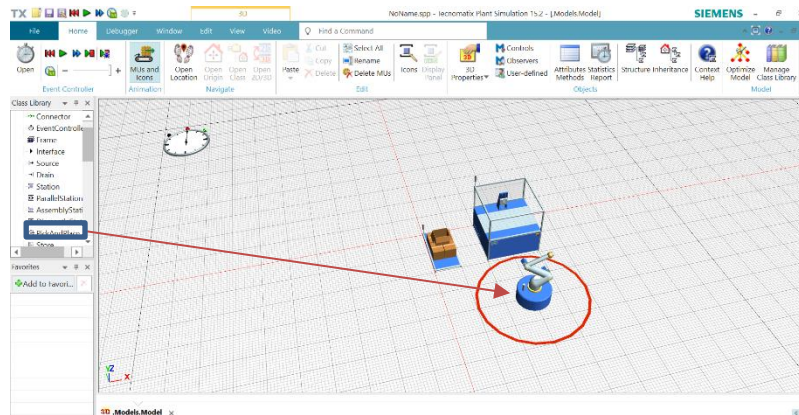 TX
3D
NoName.spp - Tecnomatix Plant Simulation 15.2 - [.Models.Model]
SIEMENS
File Home Debugger Window Edit View Video Find a Command
Open
MUs and Icons
Open Location
Open Origin
Open Class
Open 2D/3D
Paste
Cut
Copy
Delete
Select All
Rename
Delete MUs
Icons
Display Panel
3D Properties
Controls
Observers
User-defined
Attributes
Methods
Statistics Report
Structure
Inheritance
Context Help
Optimize Model
Manage Class Library
Event Controller Animation Navigate Edit Objects Model
Class Library
Connector
EventControlle
Frame
Interface
Source
Drain
Station
ParallelStation
AssemblyStati
PickAndPlace
Store
Favorites
Add to Favori...
Z
X
3D .Models.Model